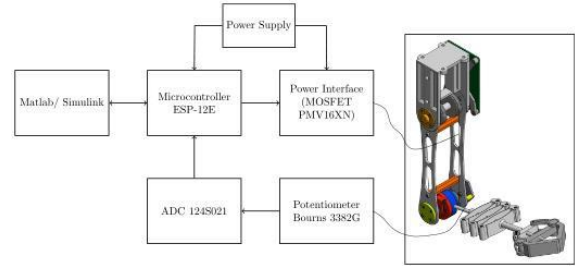 Power Supply
Matlab/ Simulink
Microcontroller
ESP-12E
Power Interface
(MOSFET
PMV16XN)
ADC 124S021
Potentiometer
Bourns 3382G